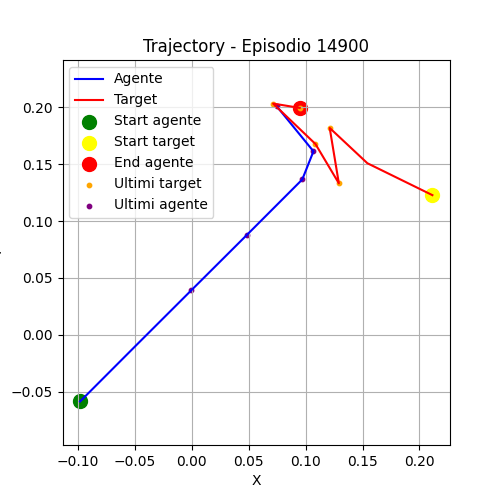 Trajectory - Episodio 14900
Agente
Target
Start agente
Start target
End agente
Ultimi target
Ultimi agente
0.20
0.15
0.10
0.05
0.00
−0.05
−0.10
−0.05
0.00
0.05
0.10
0.15
0.20
X